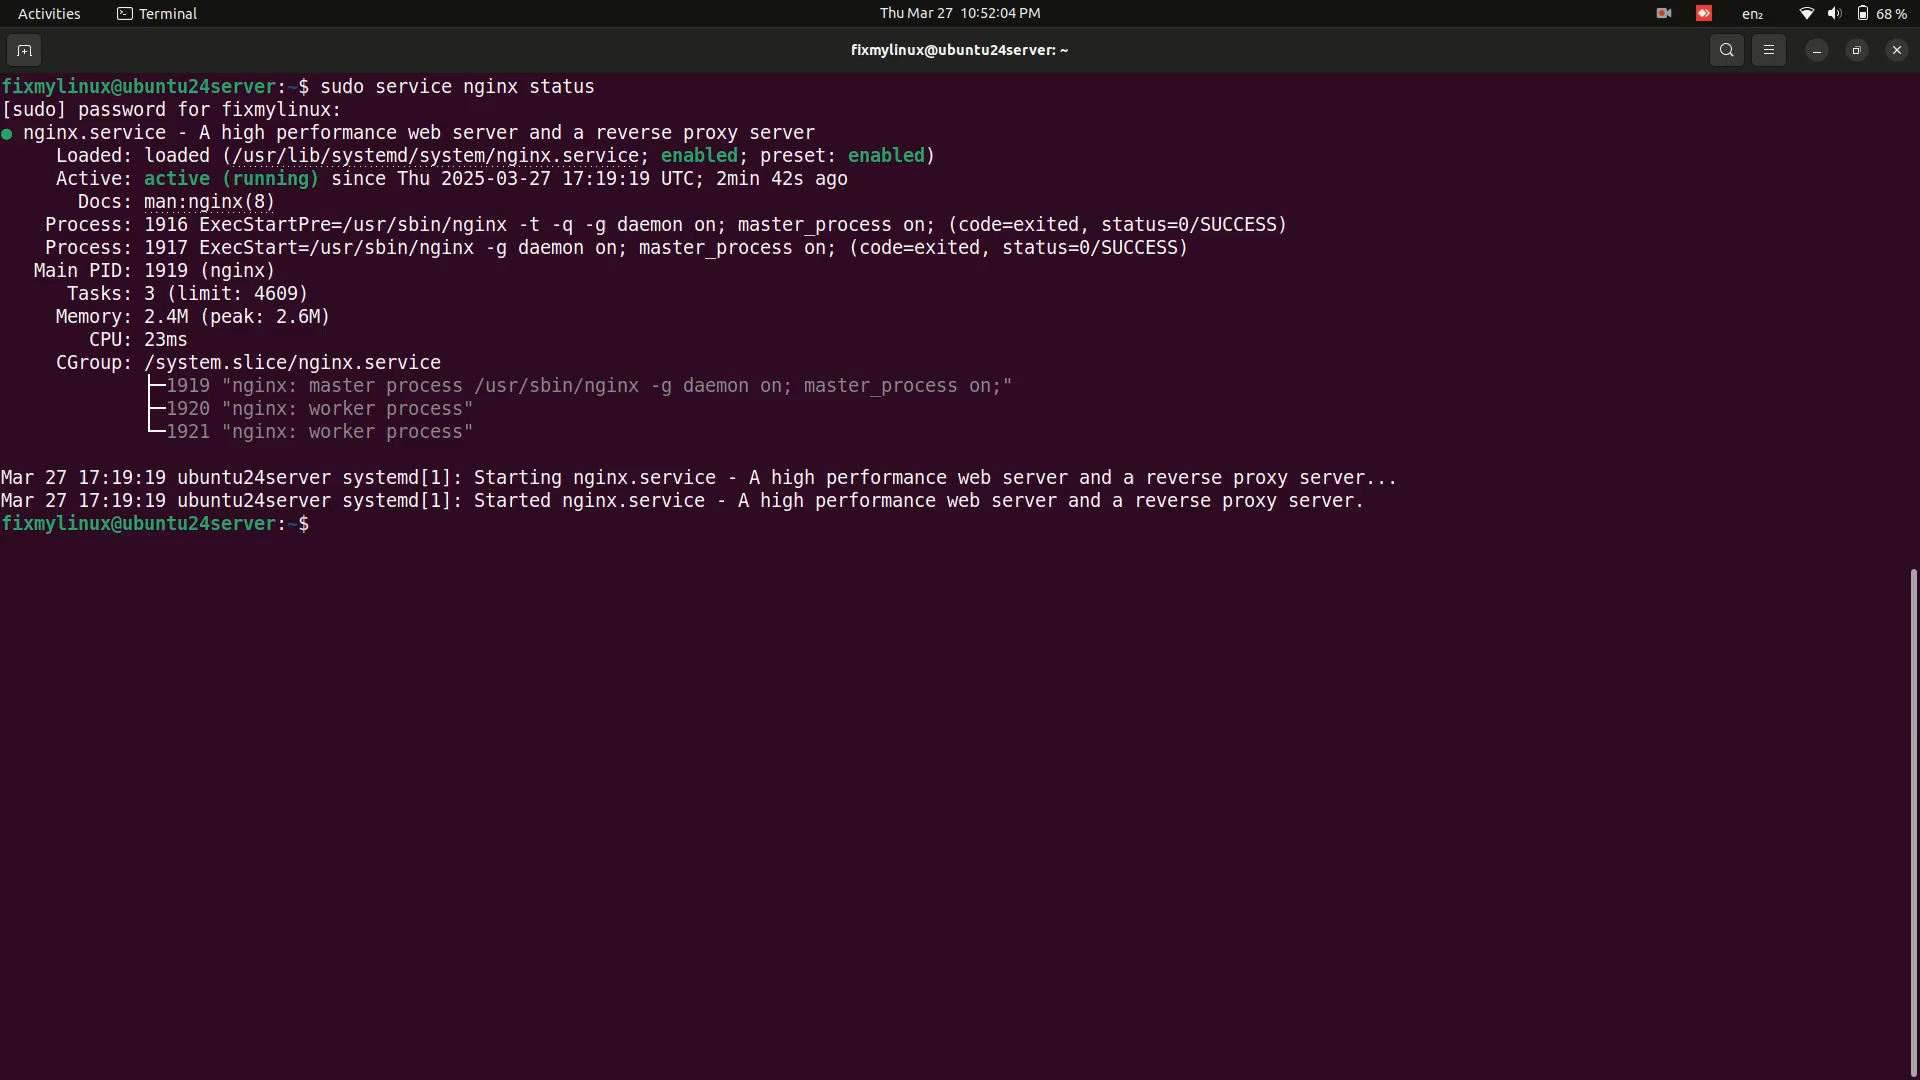 Activities Terminal Thu Mar 27 10:52:04 PM en₂ 68 %
fixmylinux@ubuntu24server: ~
fixmylinux@ubuntu24server:~$ sudo service nginx status
[sudo] password for fixmylinux:
● nginx.service - A high performance web server and a reverse proxy server
     Loaded: loaded (/usr/lib/systemd/system/nginx.service; enabled; preset: enabled)
     Active: active (running) since Thu 2025-03-27 17:19:19 UTC; 2min 42s ago
       Docs: man:nginx(8)
    Process: 1916 ExecStartPre=/usr/sbin/nginx -t -q -g daemon on; master_process on; (code=exited, status=0/SUCCESS)
    Process: 1917 ExecStart=/usr/sbin/nginx -g daemon on; master_process on; (code=exited, status=0/SUCCESS)
   Main PID: 1919 (nginx)
      Tasks: 3 (limit: 4609)
     Memory: 2.4M (peak: 2.6M)
        CPU: 23ms
     CGroup: /system.slice/nginx.service
             ├─1919 "nginx: master process /usr/sbin/nginx -g daemon on; master_process on;"
             ├─1920 "nginx: worker process"
             └─1921 "nginx: worker process"
Mar 27 17:19:19 ubuntu24server systemd[1]: Starting nginx.service - A high performance web server and a reverse proxy server...
Mar 27 17:19:19 ubuntu24server systemd[1]: Started nginx.service - A high performance web server and a reverse proxy server.
fixmylinux@ubuntu24server:~$